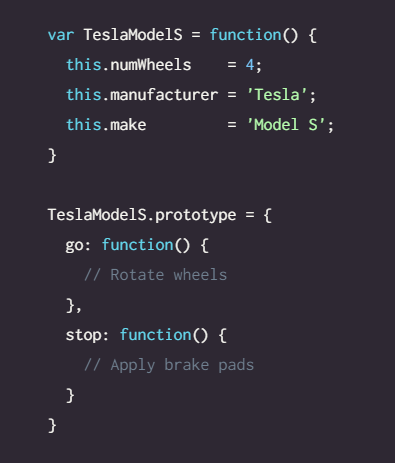 var TeslaModelS = function() {
  this.numWheels    = 4;
  this.manufacturer = 'Tesla';
  this.make         = 'Model S';
}

TeslaModelS.prototype = {
  go: function() {
    // Rotate wheels
  },
  stop: function() {
    // Apply brake pads
  }
}